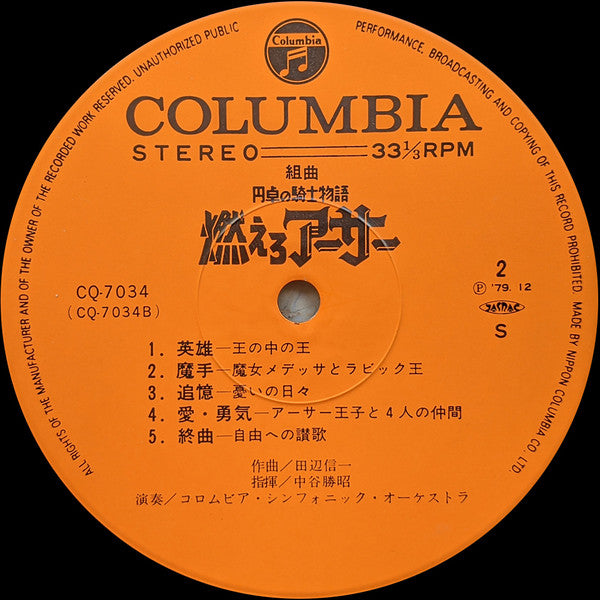 ALL RIGHTS OF THE MANUFACTURER AND OF THE OWNER OF THE RECORDED WORK RESERVED. UNAUTHORIZED PUBLIC PERFORMANCE, BROADCASTING AND COPYING OF THIS RECORD PROHIBITED. MADE BY NIPPON COLUMBIA CO. LTD.
Columbia
COLUMBIA
STEREO 33⅓RPM
組曲
円卓の騎士物語
燃えろアーサー
CQ-7034
(CQ-7034B)
2
Ⓟ '79. 12
JASRAC
S
1. 英雄―王の中の王
2. 魔手―魔女メデッサとラビック王
3. 追憶―憂いの日々
4. 愛・勇気―アーサー王子と4人の仲間
5. 終曲―自由への讃歌
作曲/田辺信一
指揮/中谷勝昭
演奏/コロムビア・シンフォニック・オーケストラ